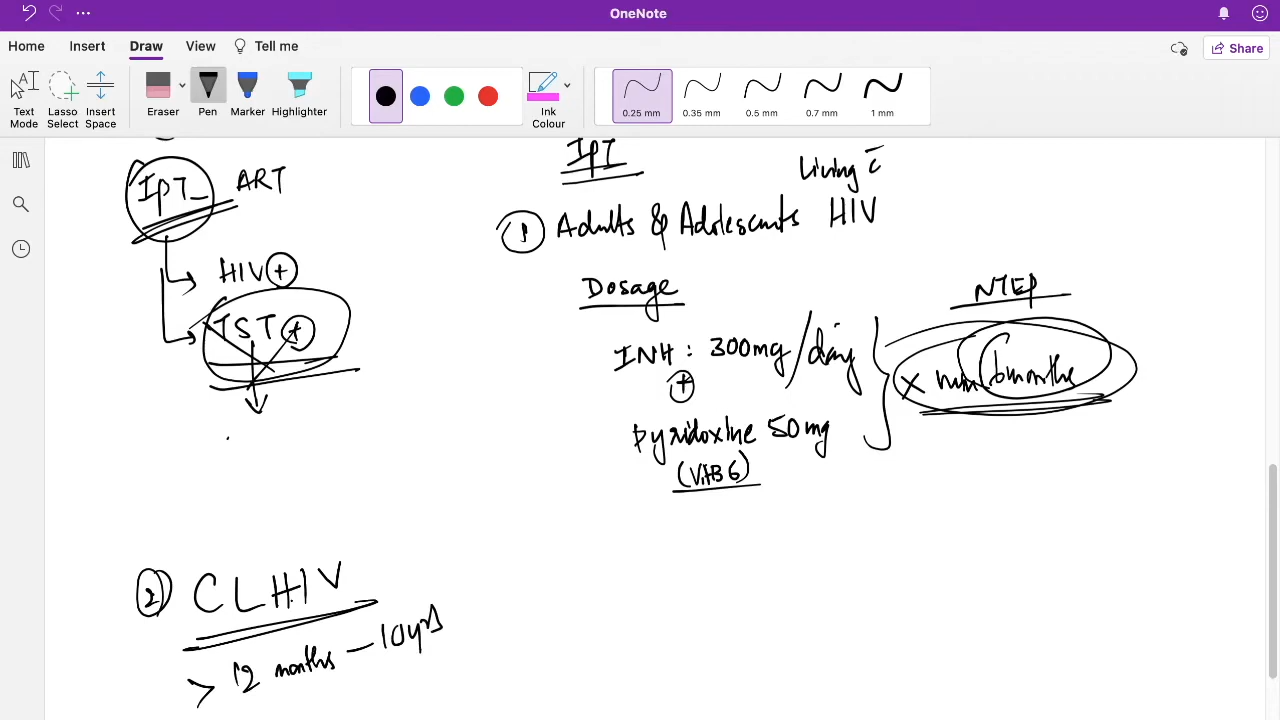 OneNote
Home Insert Draw View Tell me
Share
Text Mode
Lasso Select
Insert Space
Eraser
Pen
Marker
Highlighter
Ink Colour
0.25 mm
0.35 mm
0.5 mm
0.7 mm
1 mm
IPT ART
HIV +
TST +
IPT
Living c̄
① Adults & Adolescents HIV
Dosage
NTEP
INH : 300mg/day
+
× min 6 months
pyridoxine 50mg
(Vit B6)
② CLHIV
> 12 months – 10yrs